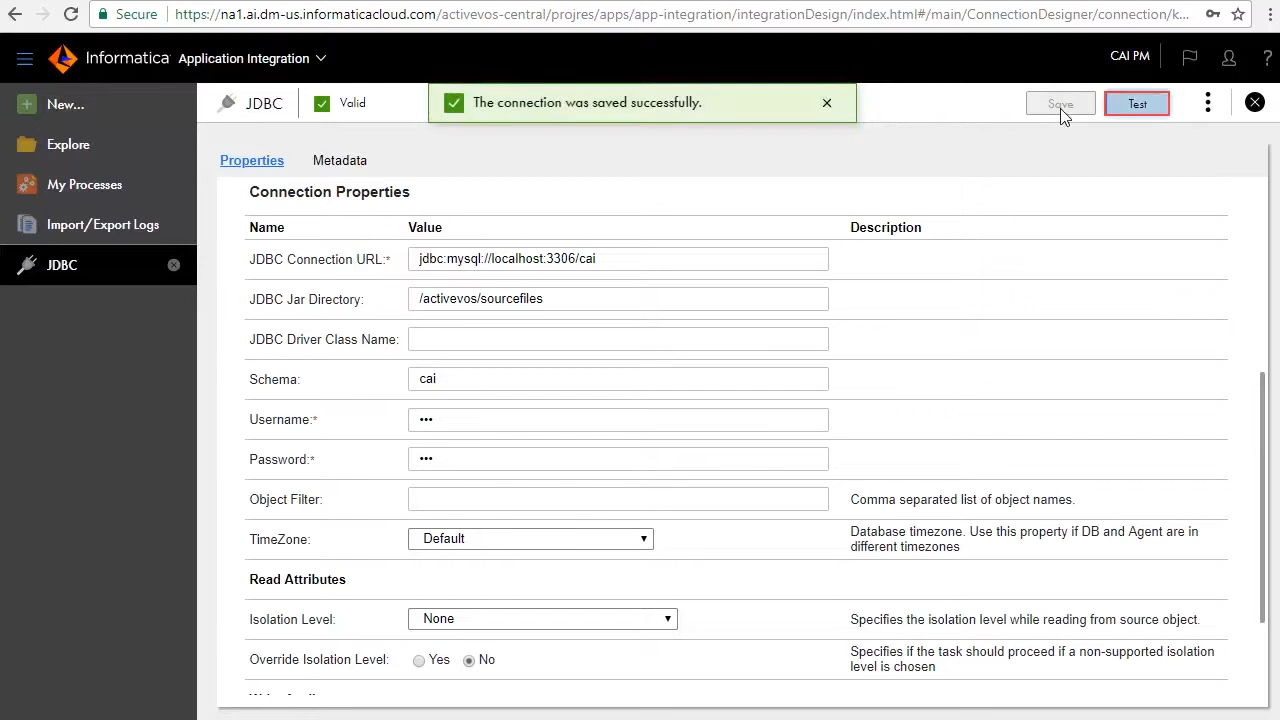 Secure https://na1.ai.dm-us.informaticacloud.com/activevos-central/projres/apps/app-integration/integrationDesign/index.html#/main/ConnectionDesigner/connection/k...
Informatica Application Integration
CAI PM
?
New...
Explore
My Processes
Import/Export Logs
JDBC
JDBC
Valid
The connection was saved successfully.
Save
Test
Properties Metadata
Connection Properties
Name Value Description
JDBC Connection URL:* jdbc:mysql://localhost:3306/cai
JDBC Jar Directory: /activevos/sourcefiles
JDBC Driver Class Name:
Schema: cai
Username:* •••
Password:* •••
Object Filter: Comma separated list of object names.
TimeZone: Default Database timezone. Use this property if DB and Agent are in
different timezones
Read Attributes
Isolation Level: None Specifies the isolation level while reading from source object.
Override Isolation Level: Yes No Specifies if the task should proceed if a non-supported isolation
level is chosen